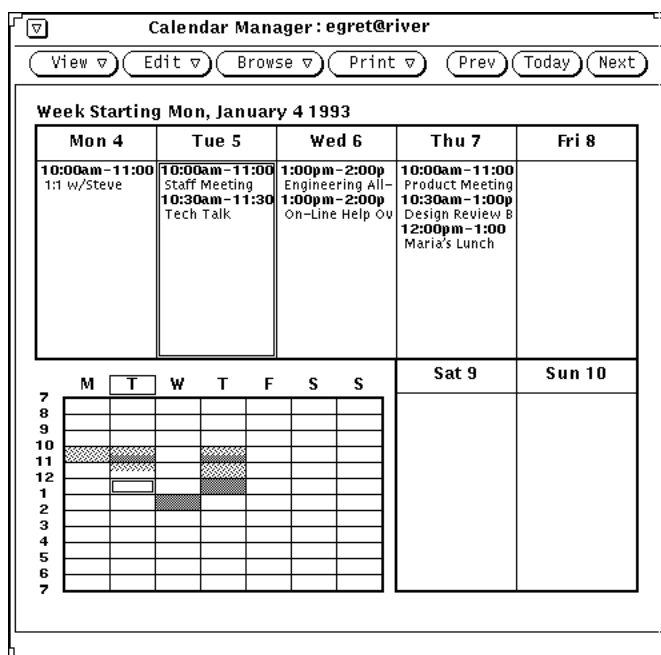 Calendar Manager : egret@river
View Edit Browse Print Prev Today Next
Week Starting Mon, January 4 1993
Mon 4 Tue 5 Wed 6 Thu 7 Fri 8
10:00am-11:00
1:1 w/Steve
10:00am-11:00
Staff Meeting
10:30am-11:30
Tech Talk
1:00pm-2:00p
Engineering All-
1:00pm-2:00p
On-Line Help Ov
10:00am-11:00
Product Meeting
10:30am-1:00p
Design Review B
12:00pm-1:00
Maria's Lunch
M T W T F S S
7
8
9
10
11
12
1
2
3
4
5
6
7
Sat 9 Sun 10